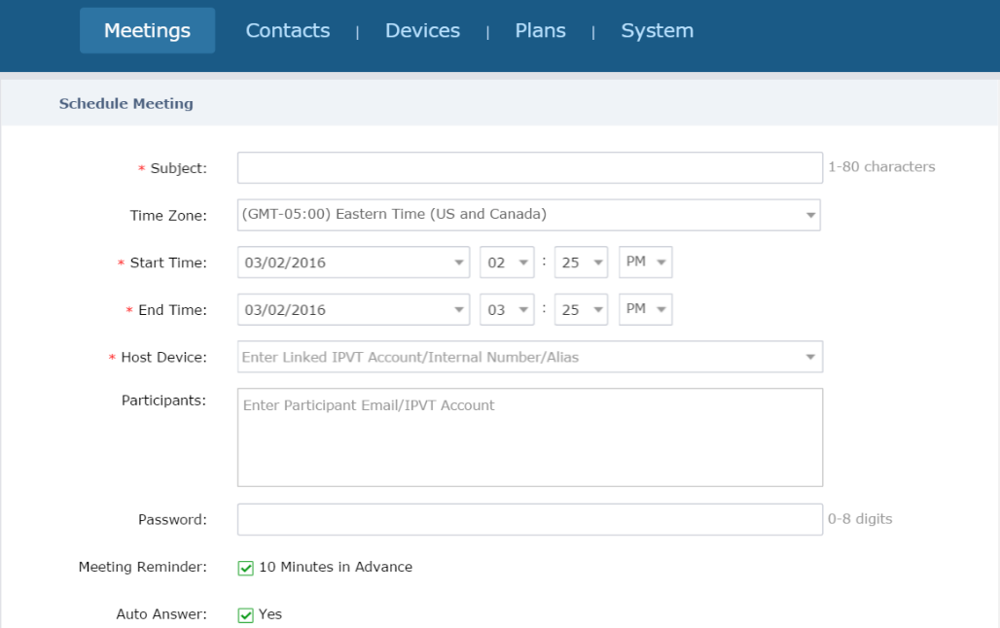 Meetings Contacts | Devices | Plans | System
Schedule Meeting
* Subject: 1-80 characters
Time Zone: (GMT-05:00) Eastern Time (US and Canada)
* Start Time: 03/02/2016 02 : 25 PM
* End Time: 03/02/2016 03 : 25 PM
* Host Device: Enter Linked IPVT Account/Internal Number/Alias
Participants: Enter Participant Email/IPVT Account
Password: 0-8 digits
Meeting Reminder: 10 Minutes in Advance
Auto Answer: Yes